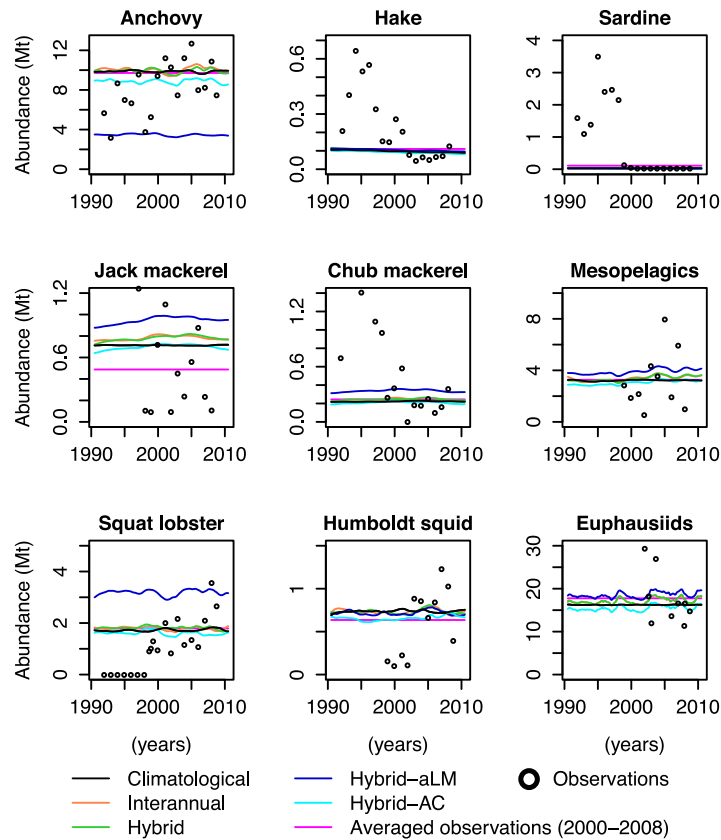 Anchovy Hake Sardine
Abundance (Mt)
0 4 8 12
0.0 0.3 0.6
0 1 2 3 4
1990 2000 2010 1990 2000 2010 1990 2000 2010
Jack mackerel Chub mackerel Mesopelagics
Abundance (Mt)
0.0 0.6 1.2
0.0 0.6 1.2
0 4 8
1990 2000 2010 1990 2000 2010 1990 2000 2010
Squat lobster Humboldt squid Euphausiids
Abundance (Mt)
0 2 4
0 1
0 10 20 30
1990 2000 2010 1990 2000 2010 1990 2000 2010
(years) (years)
Climatological Hybrid−aLM Observations
Interannual Hybrid−AC
Hybrid Averaged observations (2000−2008)